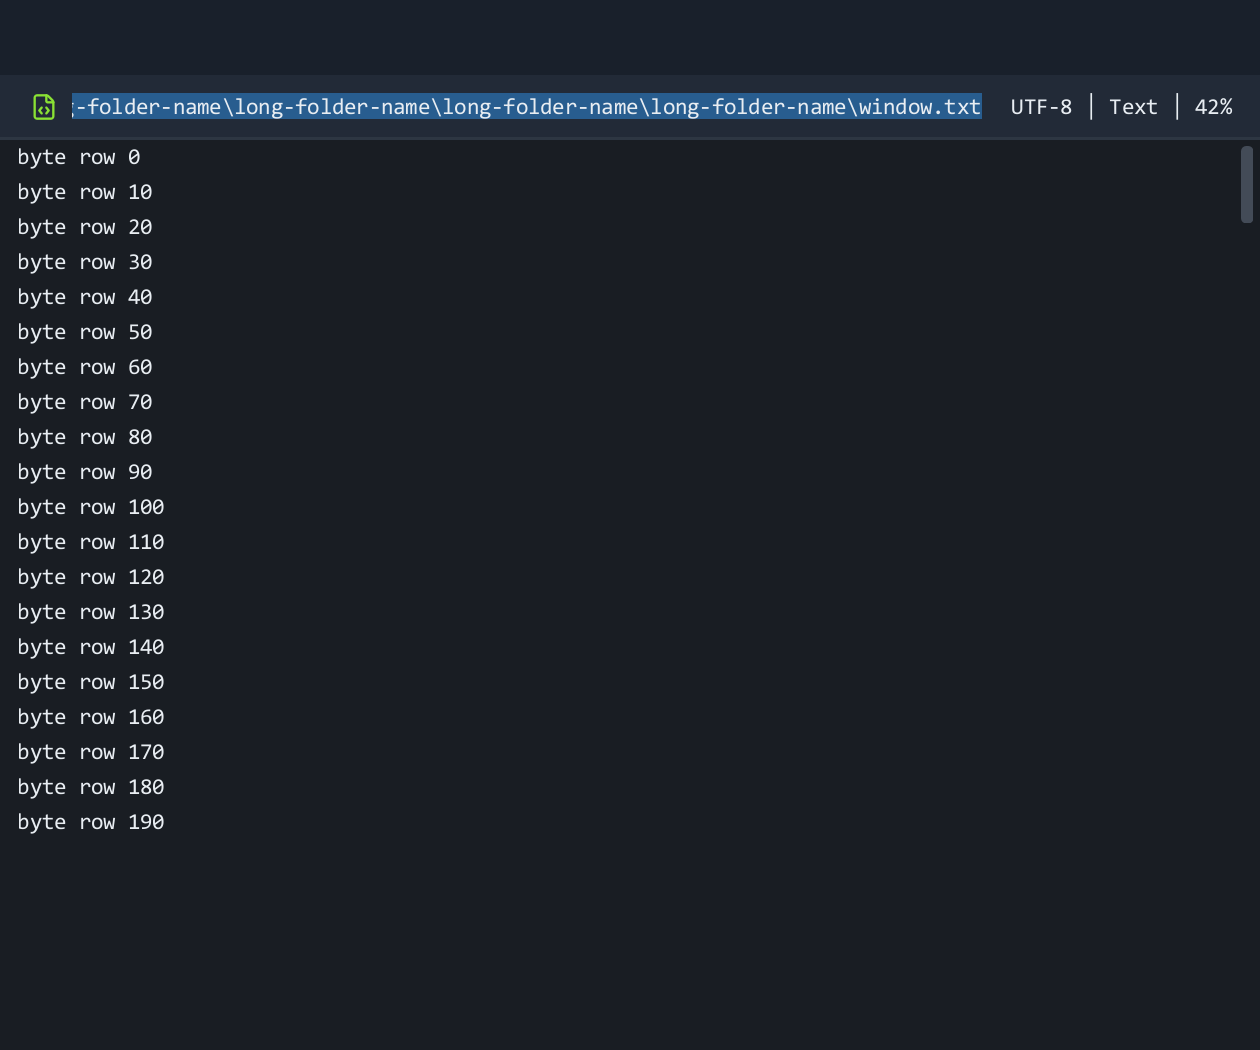 -folder-name\long-folder-name\long-folder-name\long-folder-name\window.txt UTF-8 | Text | 42%
byte row 0
byte row 10
byte row 20
byte row 30
byte row 40
byte row 50
byte row 60
byte row 70
byte row 80
byte row 90
byte row 100
byte row 110
byte row 120
byte row 130
byte row 140
byte row 150
byte row 160
byte row 170
byte row 180
byte row 190